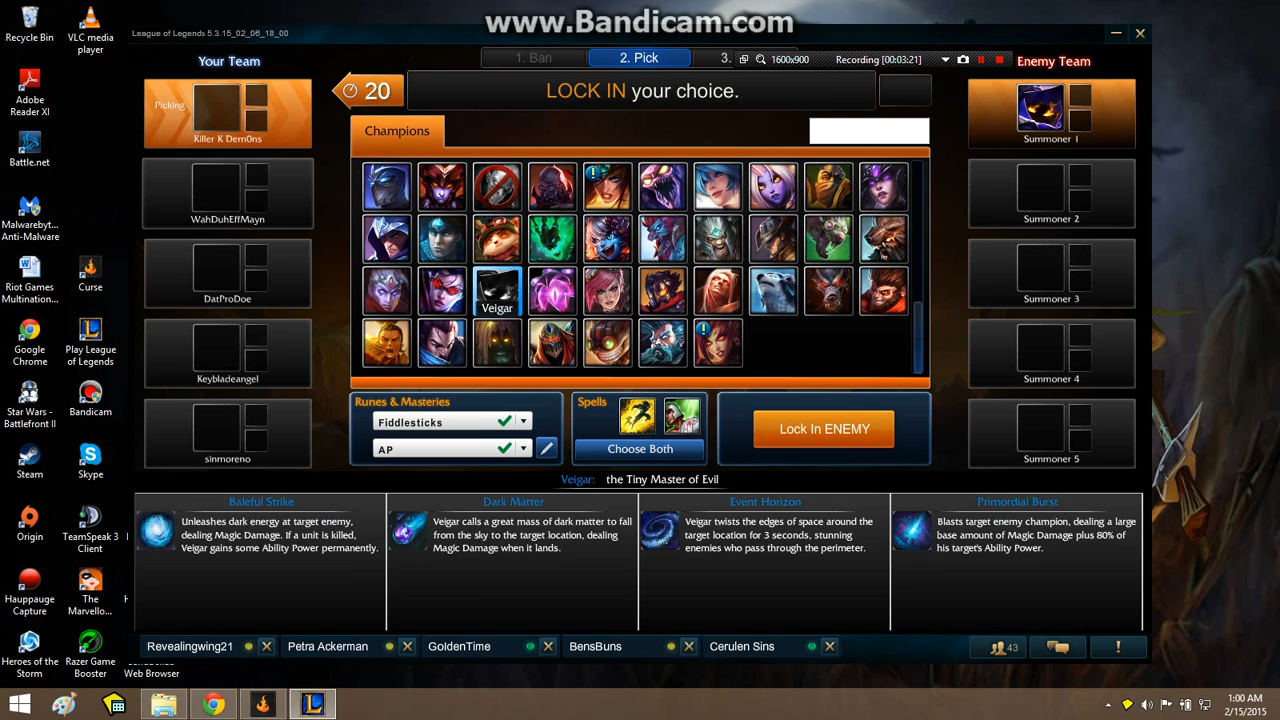 www.Bandicam.com
Recycle Bin
VLC media
player
Adobe
Reader XI
Battle.net
Malwarebyt...
Anti-Malware
Riot Games
Multination...
Curse
Google
Chrome
Play League
of Legends
Star Wars -
Battlefront II
Bandicam
Steam
Skype
Origin
TeamSpeak 3
Client
Hauppauge
Capture
The
Marvello...
Heroes of the
Storm
Razer Game
Booster
Web Browser
League of Legends 5.3.15_02_06_18_00
1. Ban
2. Pick
3.
1600x900
Recording [00:03:21]
Your Team
Enemy Team
Picking
Killer K Dem0ns
WahDuhEffMayn
DatProDoe
Keybladeangel
sinmoreno
20
LOCK IN your choice.
Champions
Veigar
Summoner 1
Summoner 2
Summoner 3
Summoner 4
Summoner 5
Runes & Masteries
Fiddlesticks
AP
Spells
Choose Both
Lock In ENEMY
Veigar: the Tiny Master of Evil
Baleful Strike
Unleashes dark energy at target enemy,
dealing Magic Damage. If a unit is killed,
Veigar gains some Ability Power permanently.
Dark Matter
Veigar calls a great mass of dark matter to fall
from the sky to the target location, dealing
Magic Damage when it lands.
Event Horizon
Veigar twists the edges of space around the
target location for 3 seconds, stunning
enemies who pass through the perimeter.
Primordial Burst
Blasts target enemy champion, dealing a large
base amount of Magic Damage plus 80% of
his target's Ability Power.
Revealingwing21
Petra Ackerman
GoldenTime
BensBuns
Cerulen Sins
43
1:00 AM
2/15/2015